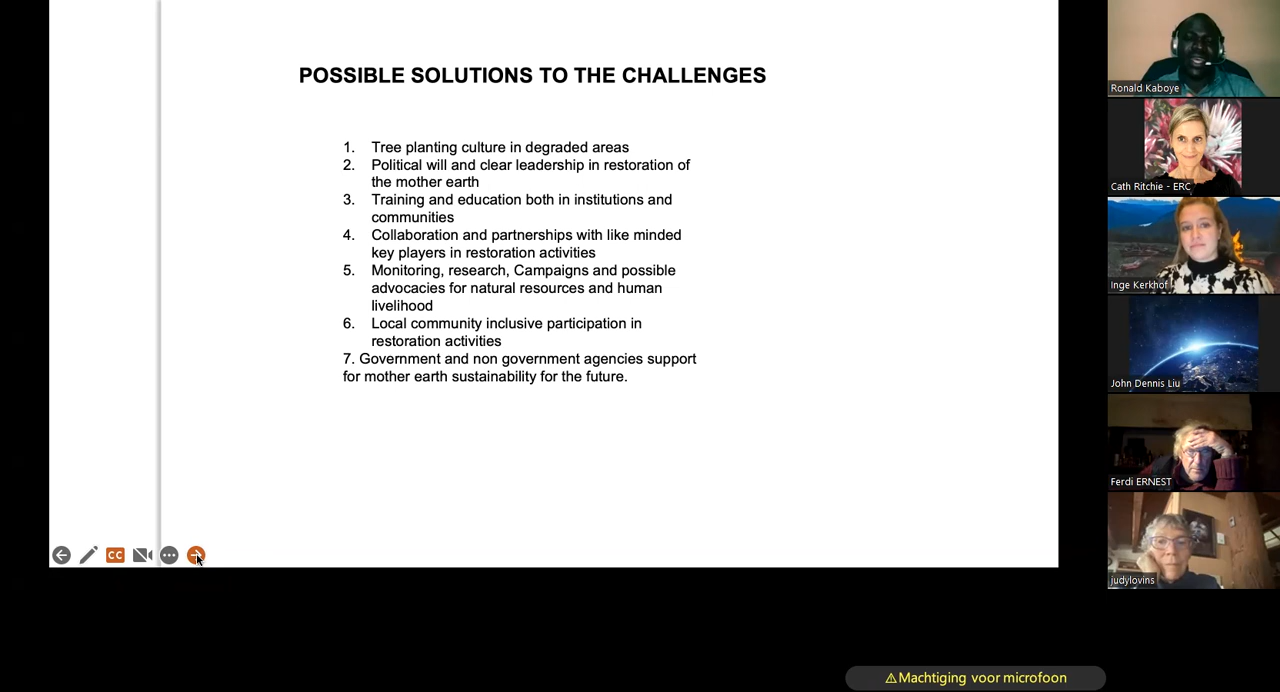 POSSIBLE SOLUTIONS TO THE CHALLENGES
1. Tree planting culture in degraded areas
2. Political will and clear leadership in restoration of
the mother earth
3. Training and education both in institutions and
communities
4. Collaboration and partnerships with like minded
key players in restoration activities
5. Monitoring, research, Campaigns and possible
advocacies for natural resources and human
livelihood
6. Local community inclusive participation in
restoration activities
7. Government and non government agencies support
for mother earth sustainability for the future.
CC
Ronald Kaboye
Cath Ritchie - ERC
Inge Kerkhof
John Dennis Liu
Ferdi ERNEST
judylovins
⚠Machtiging voor microfoon